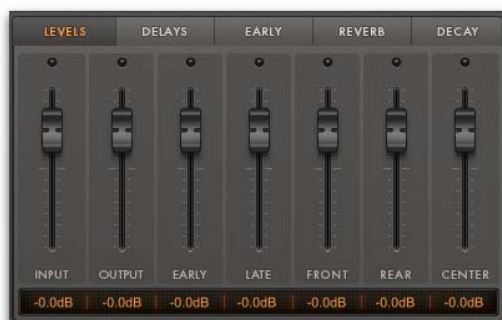 LEVELS DELAYS EARLY REVERB DECAY
INPUT OUTPUT EARLY LATE FRONT REAR CENTER
-0.0dB -0.0dB -0.0dB -0.0dB -0.0dB -0.0dB -0.0dB